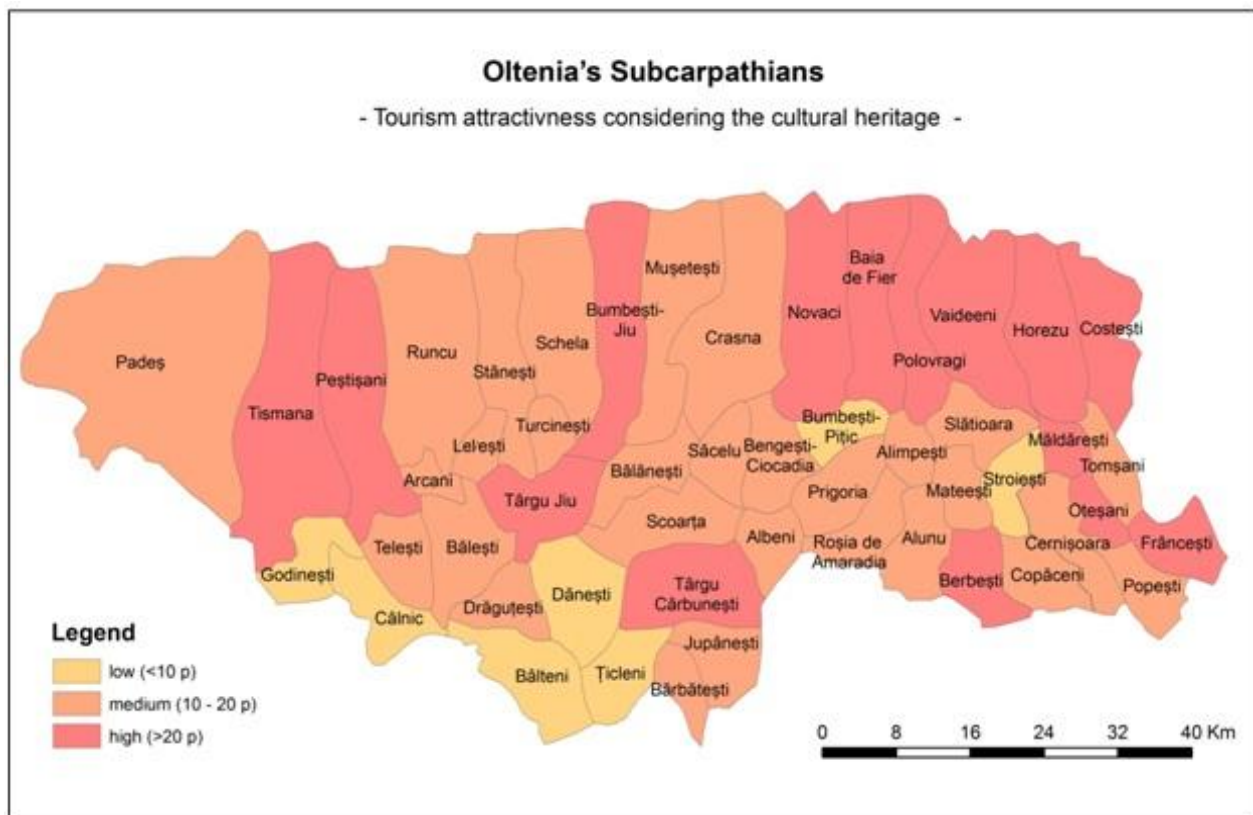 Oltenia's Subcarpathians
- Tourism attractivness considering the cultural heritage -
Padeș
Tismana
Peștișani
Runcu
Stănești
Schela
Bumbești-
Jiu
Mușetești
Crasna
Novaci
Baia
de Fier
Polovragi
Vaideeni
Horezu
Costești
Lelești
Turcinești
Arcani
Târgu Jiu
Bălănești
Săcelu
Bengești-
Ciocadia
Bumbești-
Pițic
Alimpești
Slătioara
Măldărești
Tomșani
Stroiești
Mateești
Prigoria
Oteșani
Scoarța
Albeni
Roșia de
Amaradia
Alunu
Cernișoara
Frâncești
Berbești
Copăceni
Popești
Telești
Bălești
Godinești
Câlnic
Drăguțești
Dănești
Târgu
Cărbunești
Jupânești
Bărbătești
Bâlteni
Țicleni
Legend
low (<10 p)
medium (10 - 20 p)
high (>20 p)
0 8 16 24 32 40 Km